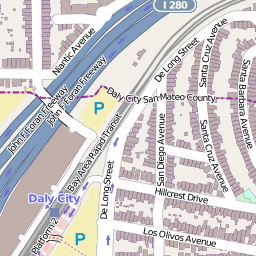 I 280
Niantic Avenue
De Long Street
Santa Cruz Avenue
Santa Barbara Avenue
John F. Foran Freeway
John F. Foran Freeway
P
Daly City San Mateo County
Bay Area Rapid Transit
San Diego Avenue
Santa Cruz Avenue
De Long Street
Daly City
Hillcrest Drive
Platform 2
P
Los Olivos Avenue